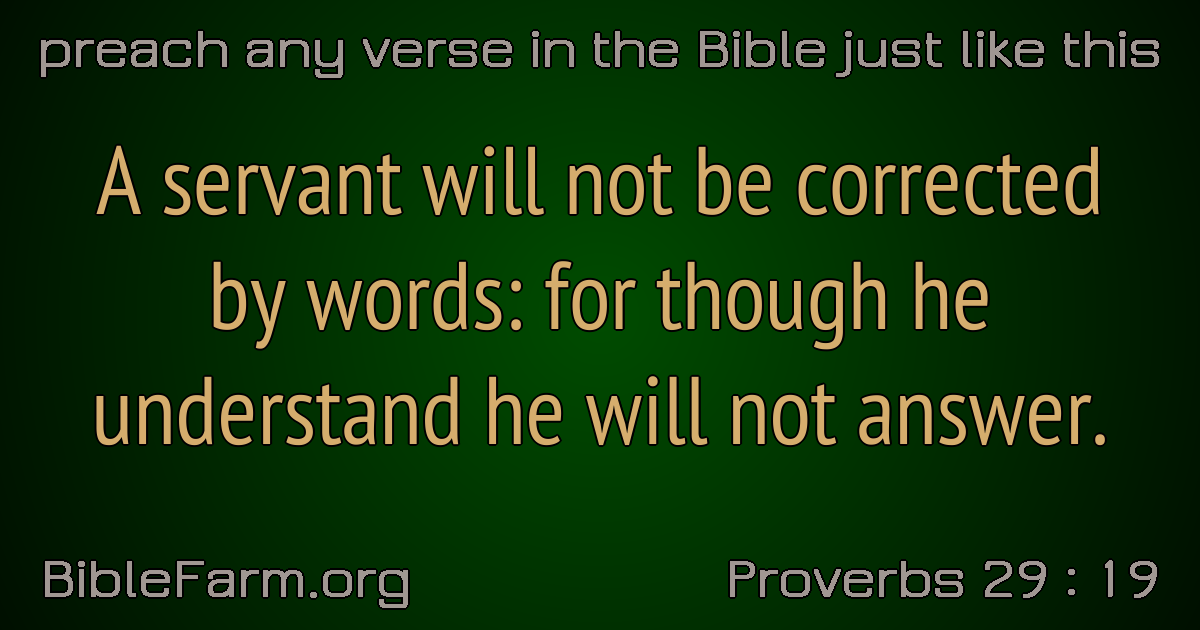 preach any verse in the Bible just like this
A servant will not be corrected
by words: for though he
understand he will not answer.
BibleFarm.org
Proverbs 29 : 19